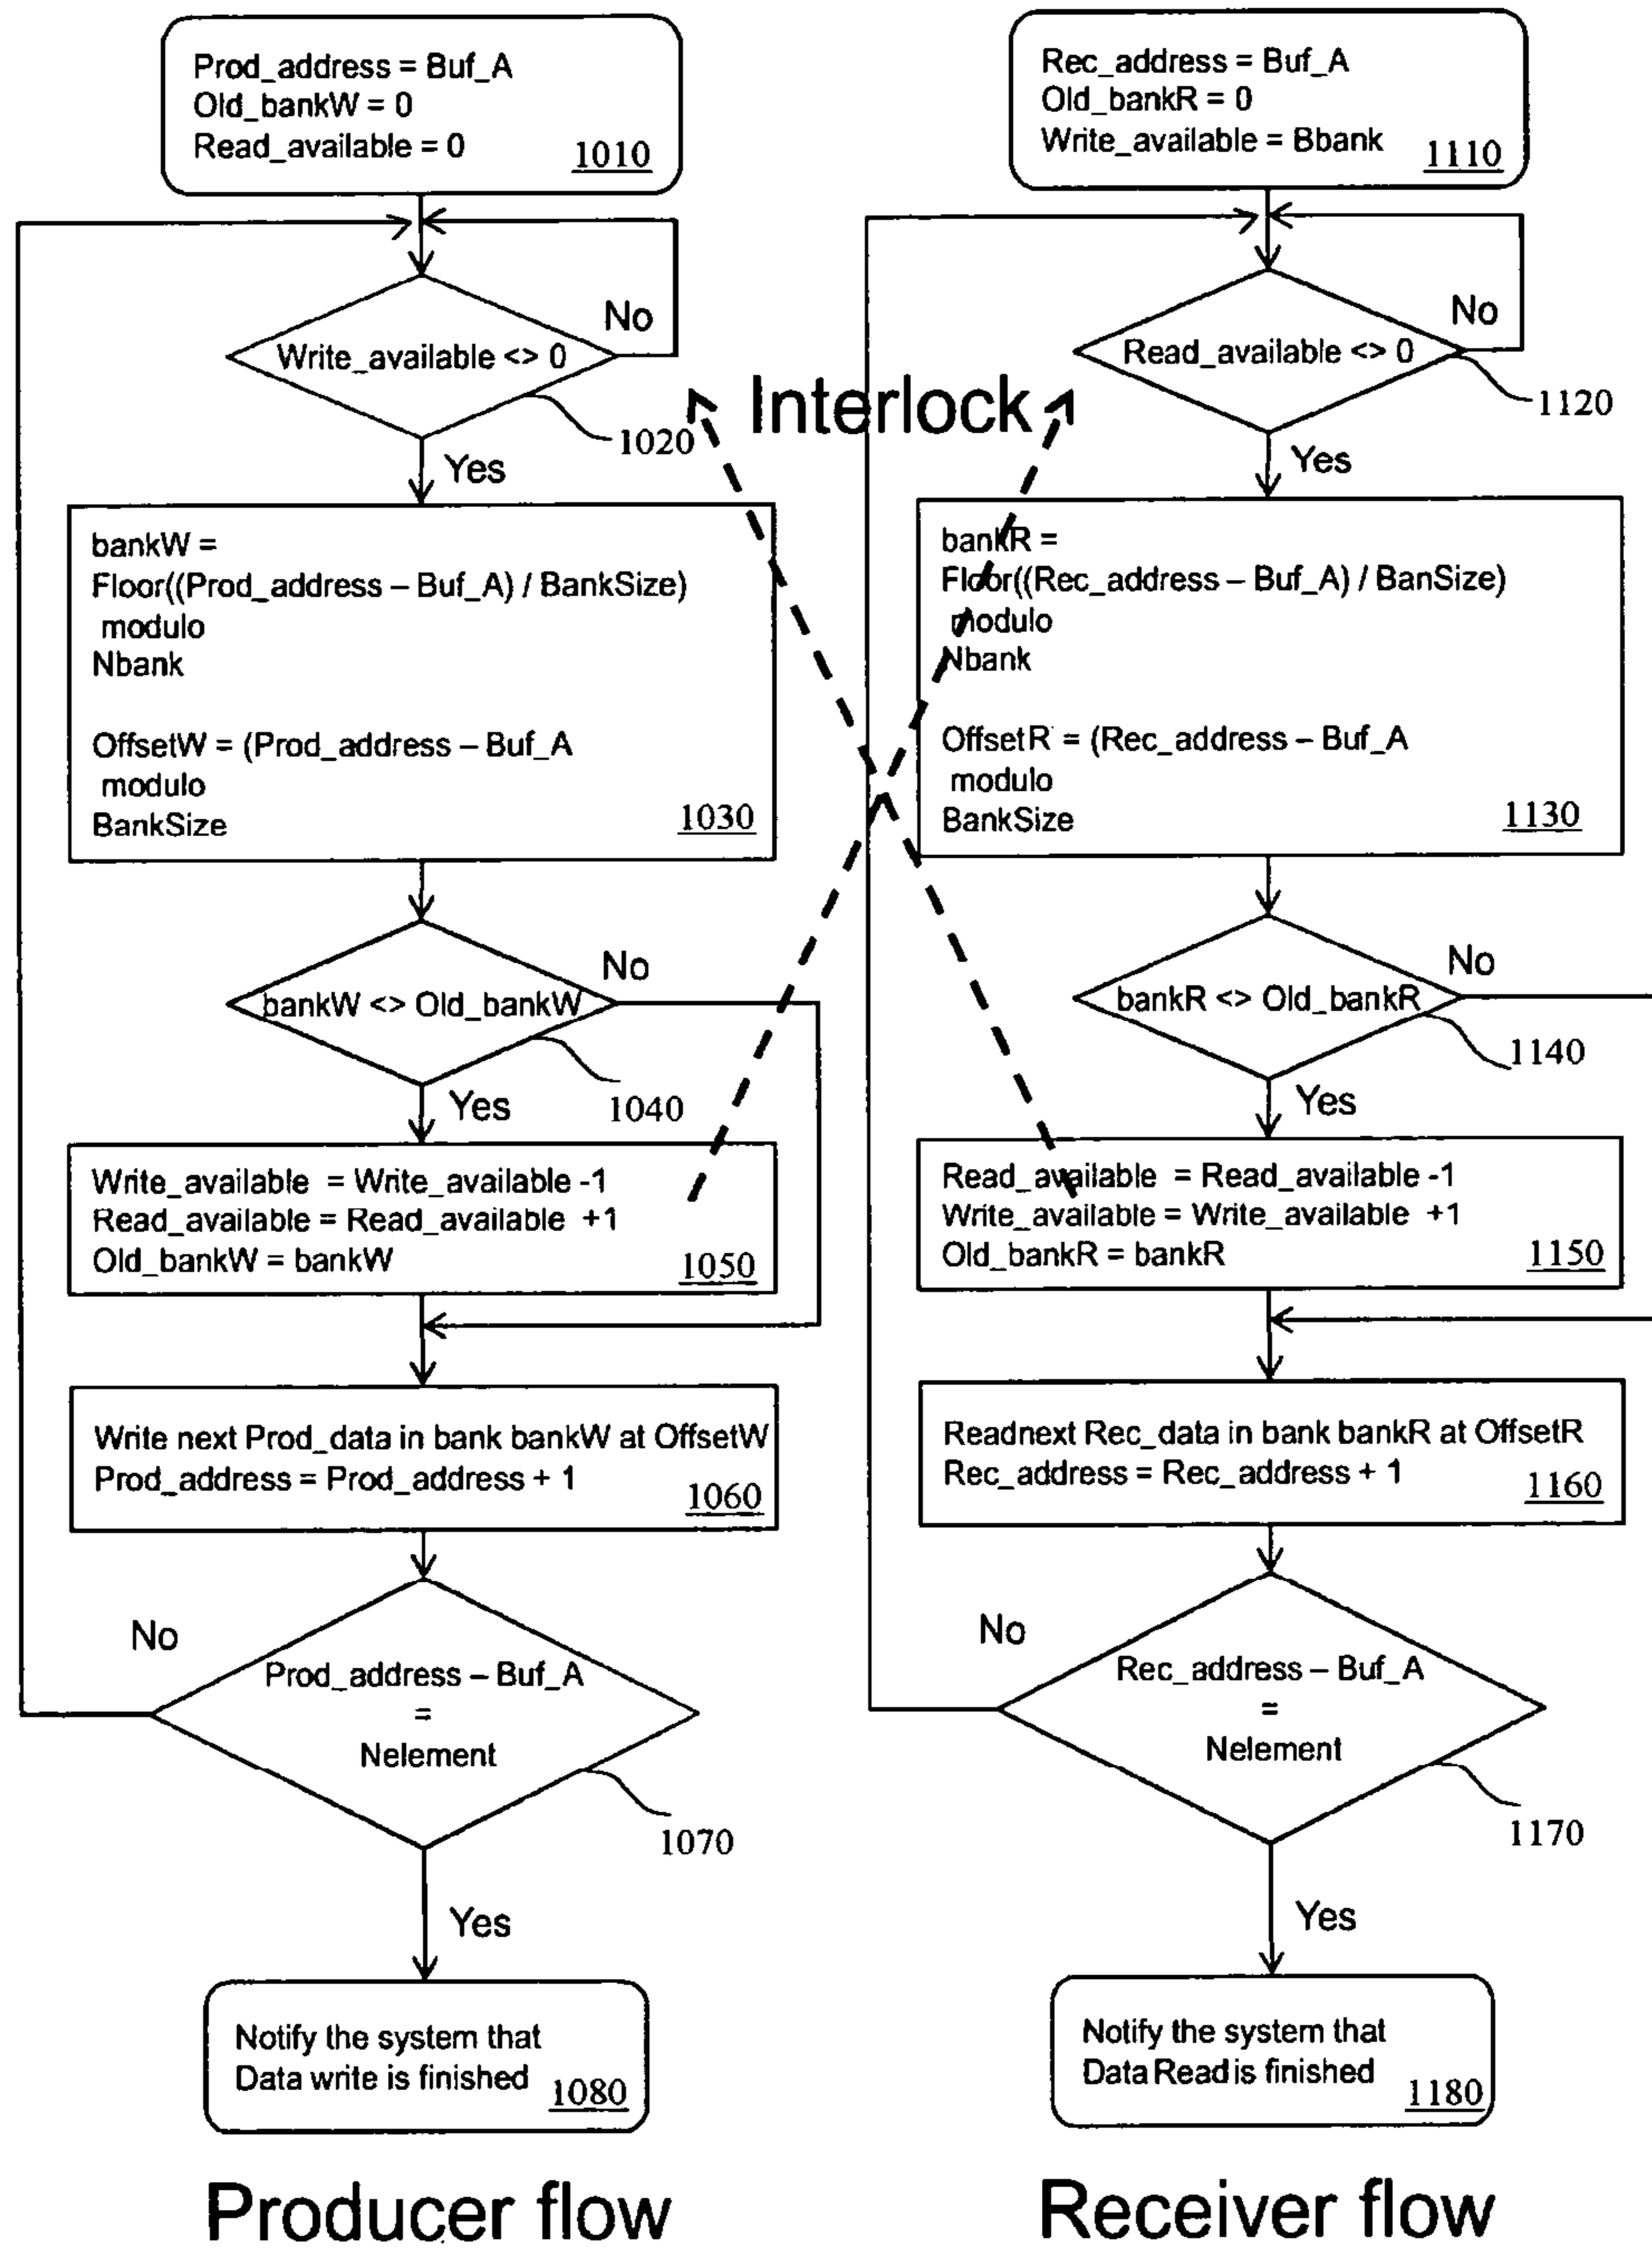 Prod_address = Buf_A
Old_bankW = 0
Read_available = 0
1010
Write_available <> 0
No
1020
Yes
bankW =
Floor((Prod_address – Buf_A) / BankSize)
modulo
Nbank
OffsetW = (Prod_address – Buf_A
modulo
BankSize
1030
bankW <> Old_bankW
No
1040
Yes
Write_available = Write_available -1
Read_available = Read_available +1
Old_bankW = bankW
1050
Write next Prod_data in bank bankW at OffsetW
Prod_address = Prod_address + 1
1060
No
Prod_address – Buf_A
=
Nelement
1070
Yes
Notify the system that
Data write is finished
1080
Producer flow
Interlock
Rec_address = Buf_A
Old_bankR = 0
Write_available = Bbank
1110
Read_available <> 0
No
1120
Yes
bankR =
Floor((Rec_address – Buf_A) / BanSize)
modulo
Nbank
OffsetR = (Rec_address – Buf_A
modulo
BankSize
1130
bankR <> Old_bankR
No
1140
Yes
Read_available = Read_available -1
Write_available = Write_available +1
Old_bankR = bankR
1150
Readnext Rec_data in bank bankR at OffsetR
Rec_address = Rec_address + 1
1160
No
Rec_address – Buf_A
=
Nelement
1170
Yes
Notify the system that
Data Read is finished
1180
Receiver flow